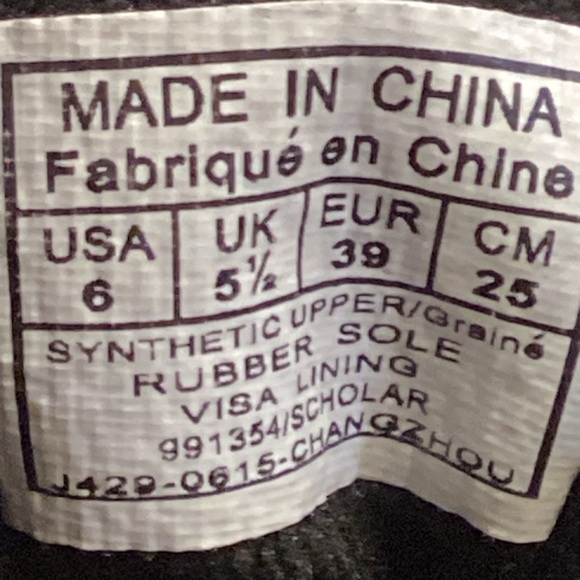 MADE IN CHINA
Fabriqué en Chine
USA UK EUR CM
6 5½ 39 25
SYNTHETIC UPPER/Grainé
RUBBER SOLE
VISA LINING
991354/SCHOLAR
J429-0615-CHANGZHOU